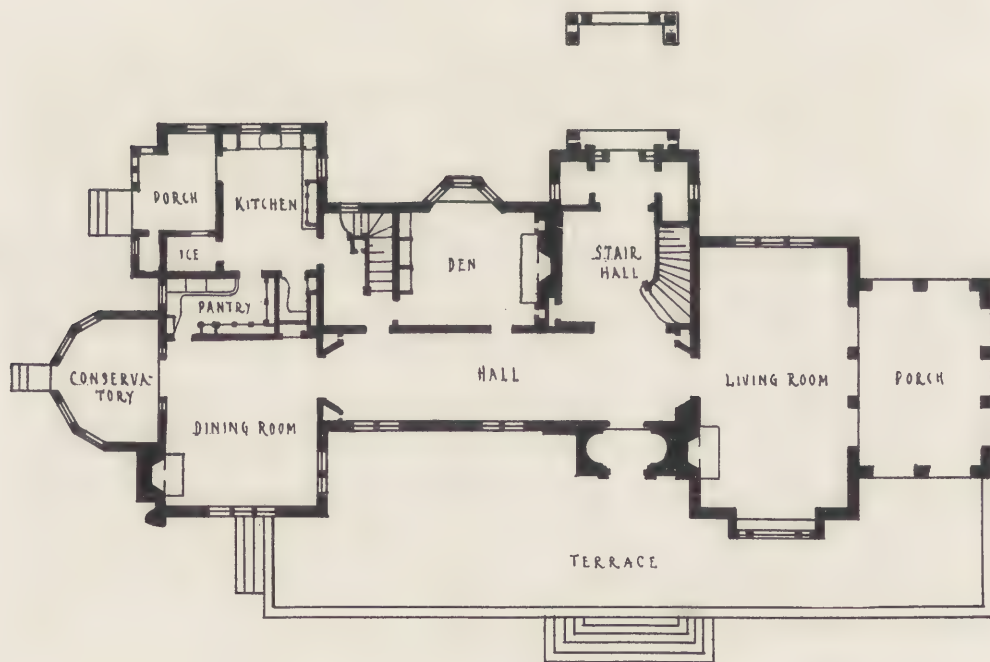 PORCH
KITCHEN
ICE
DEN
STAIR
HALL
PANTRY
CONSERVA-
TORY
HALL
LIVING ROOM
PORCH
DINING ROOM
TERRACE